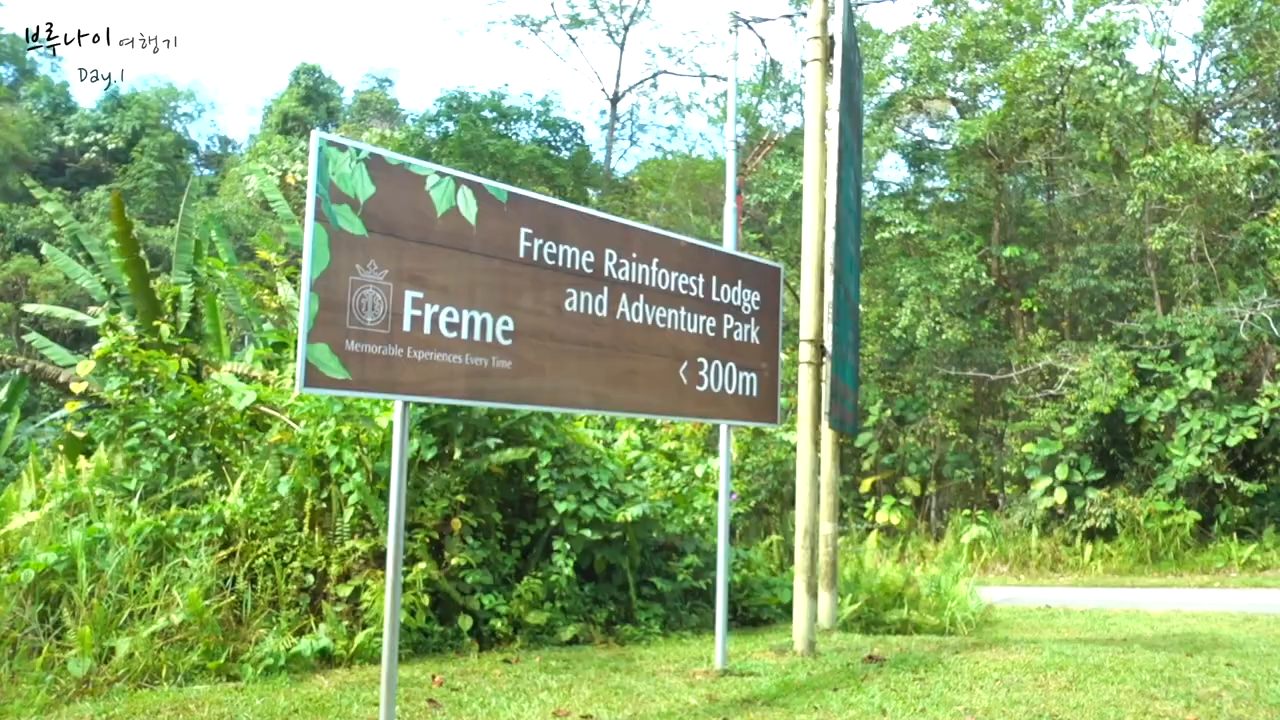 브루나이 여행기
Day.1
Freme Rainforest Lodge
and Adventure Park
< 300m
Freme
Memorable Experiences Every Time